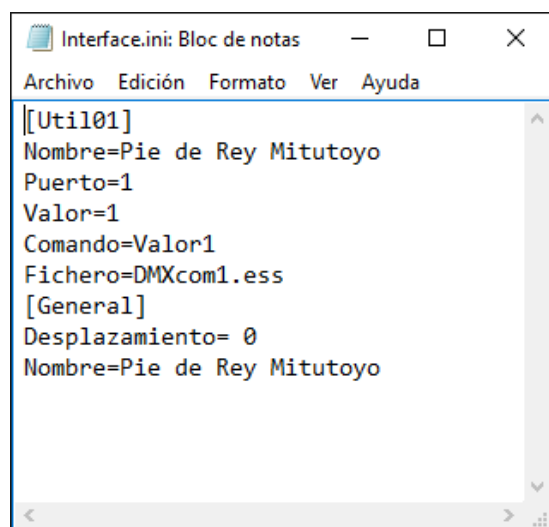 Interface.ini: Bloc de notas
Archivo Edición Formato Ver Ayuda
[Util01]
Nombre=Pie de Rey Mitutoyo
Puerto=1
Valor=1
Comando=Valor1
Fichero=DMXcom1.ess
[General]
Desplazamiento= 0
Nombre=Pie de Rey Mitutoyo